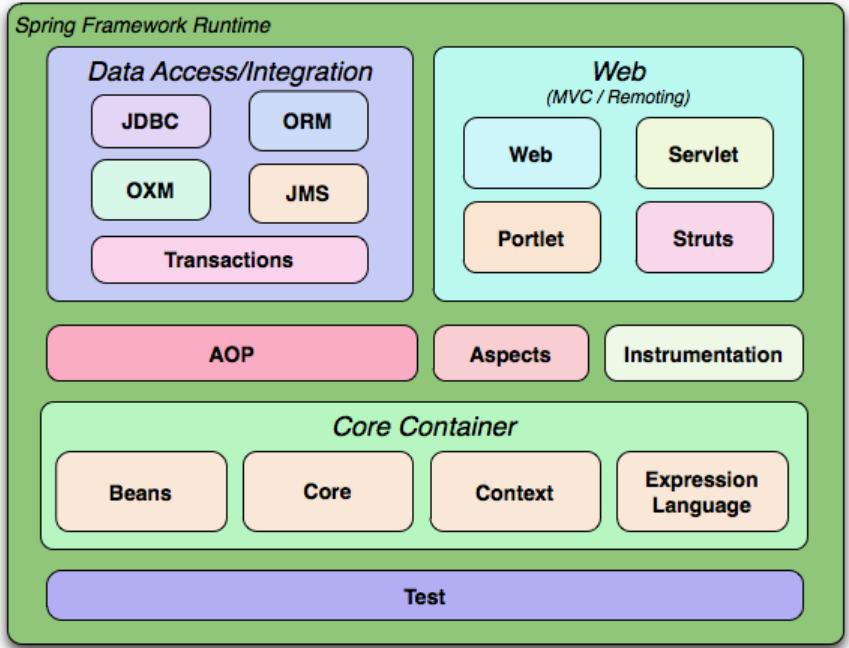 Spring Framework Runtime
Data Access/Integration
JDBC
ORM
OXM
JMS
Transactions
Web
(MVC / Remoting)
Web
Servlet
Portlet
Struts
AOP
Aspects
Instrumentation
Core Container
Beans
Core
Context
Expression
Language
Test